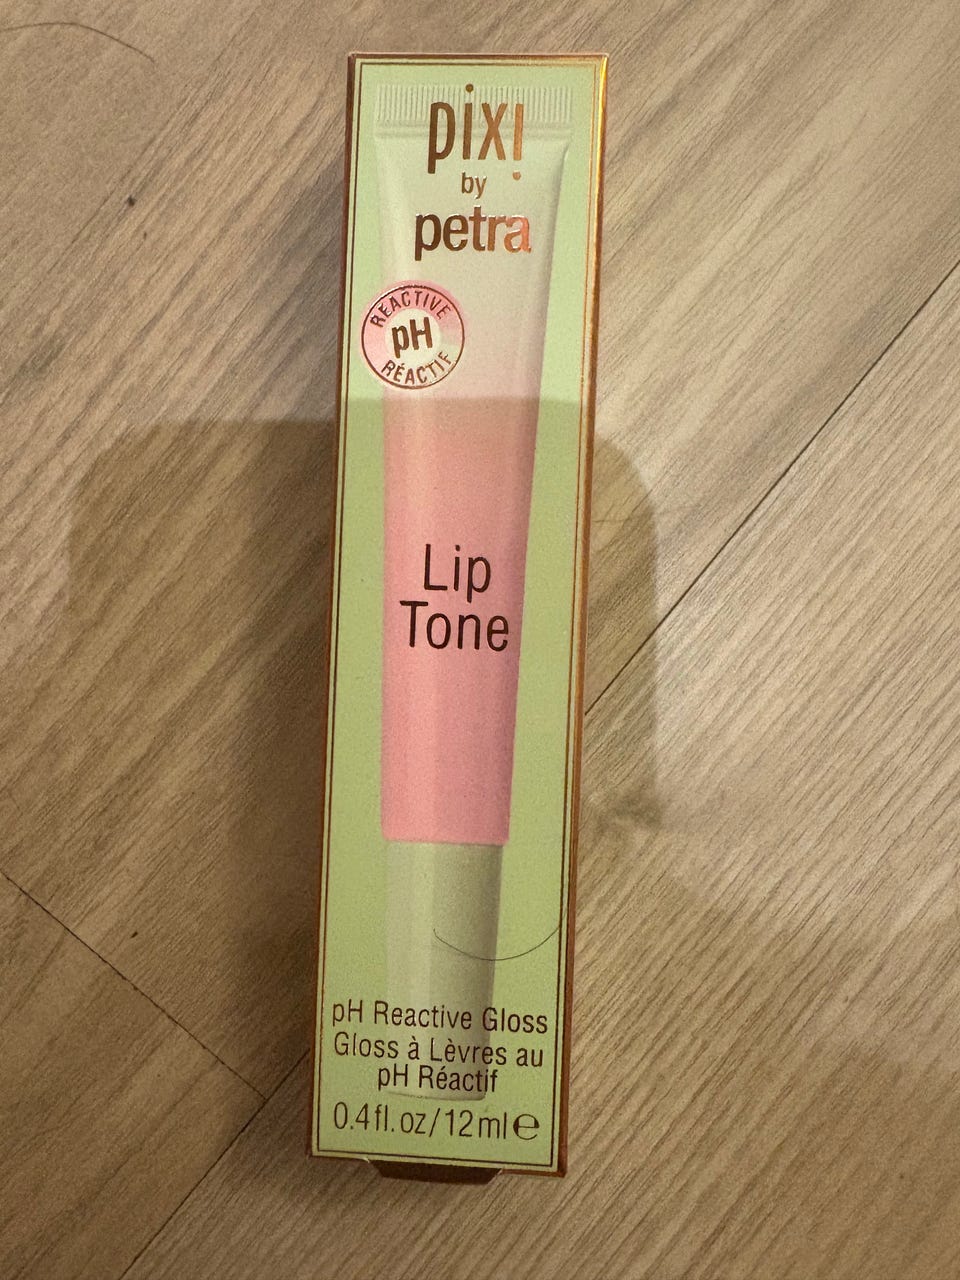 pixi
by
petra
REACTIVE
pH
RÉACTIF
Lip
Tone
pH Reactive Gloss
Gloss à Lèvres au
pH Réactif
0.4fl.oz/12ml℮